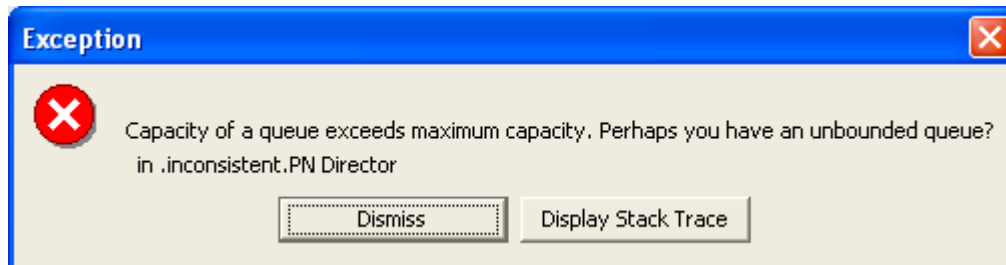 Exception
Capacity of a queue exceeds maximum capacity. Perhaps you have an unbounded queue?
in .inconsistent.PN Director
Dismiss
Display Stack Trace